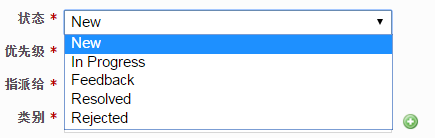 状态 * New
New
优先级 *
In Progress
Feedback
指派给 *
Resolved
类别 * Rejected